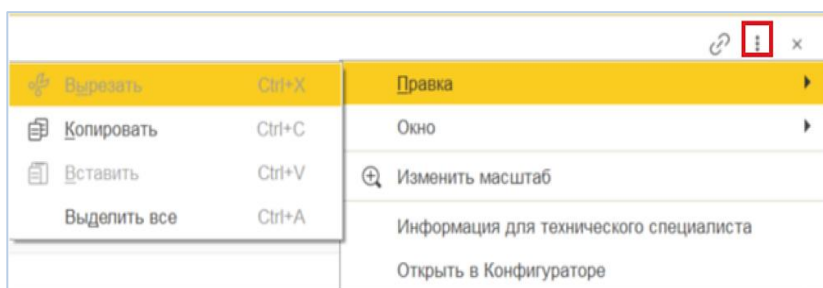 Вырезать Ctrl+X
Копировать Ctrl+C
Вставить Ctrl+V
Выделить все Ctrl+A
Правка
Окно
Изменить масштаб
Информация для технического специалиста
Открыть в Конфигураторе